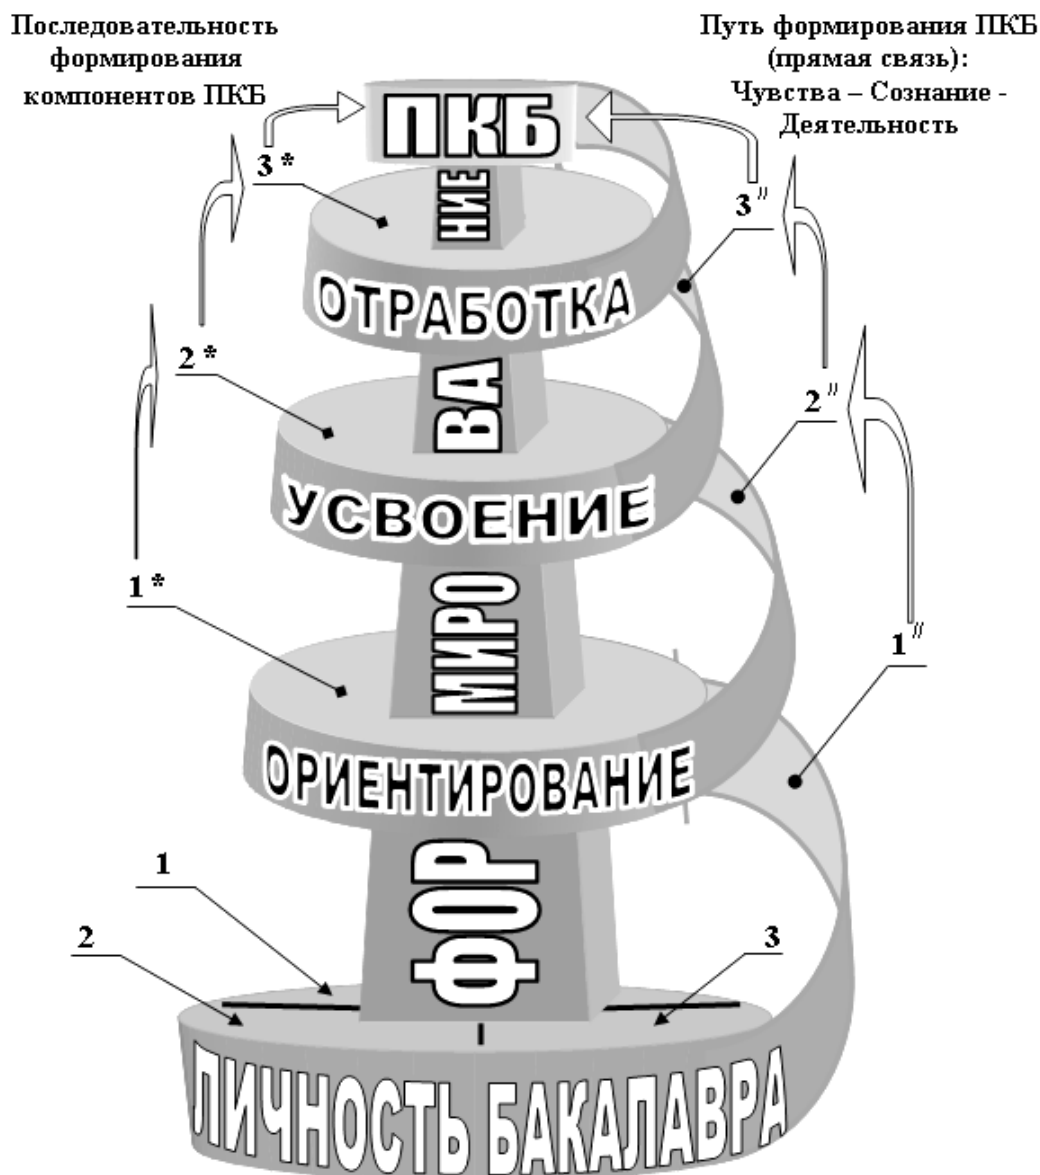 Последовательность
формирования
компонентов ПКБ
Путь формирования ПКБ
(прямая связь):
Чувства – Сознание -
Деятельность
ПКБ
3*
3″
НИЕ
ОТРАБОТКА
2*
2″
ВА
УСВОЕНИЕ
1*
1″
МИРО
ОРИЕНТИРОВАНИЕ
1
ФОР
2
3
ЛИЧНОСТЬ БАКАЛАВРА